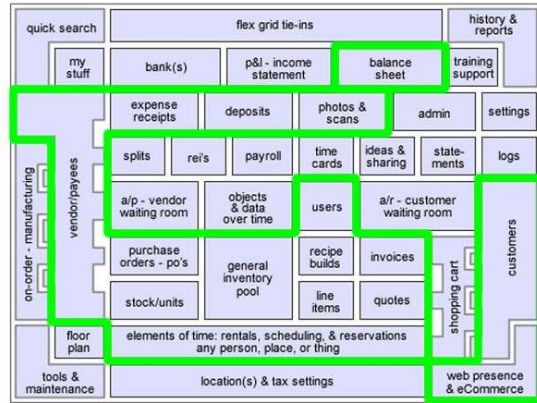 quick search
flex grid tie-ins
history &
reports
my
stuff
bank(s)
p&l - income
statement
balance
sheet
training
support
expense
receipts
deposits
photos &
scans
admin
settings
splits
rei's
payroll
time
cards
ideas &
sharing
state-
ments
logs
vendor/payees
on-order - manufacturing
a/p - vendor
waiting room
objects
& data
over time
users
a/r - customer
waiting room
customers
purchase
orders - po's
general
inventory
pool
recipe
builds
invoices
shopping cart
stock/units
line
items
quotes
floor
plan
elements of time: rentals, scheduling, & reservations
any person, place, or thing
tools &
maintenance
location(s) & tax settings
web presence
& eCommerce